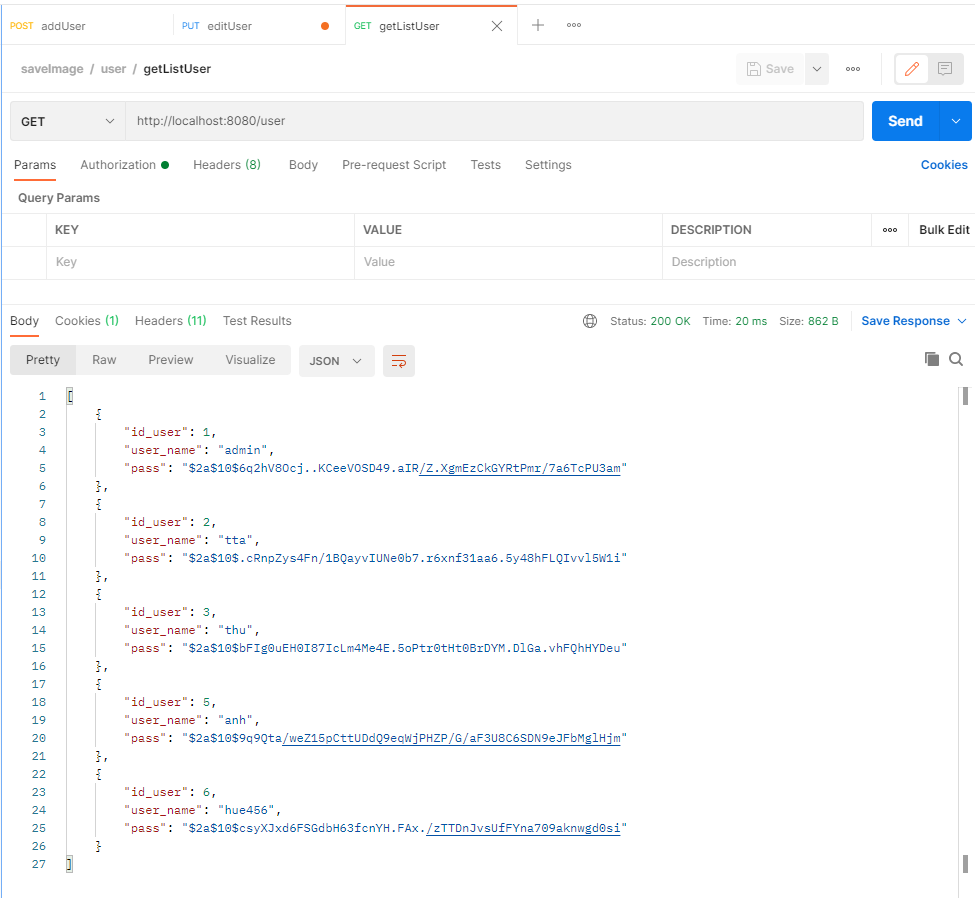 POST addUser PUT editUser GET getListUser
saveImage / user / getListUser Save
GET http://localhost:8080/user Send
Params Authorization Headers (8) Body Pre-request Script Tests Settings Cookies
Query Params
KEY VALUE DESCRIPTION Bulk Edit
Key Value Description
Body Cookies (1) Headers (11) Test Results Status: 200 OK Time: 20 ms Size: 862 B Save Response
Pretty Raw Preview Visualize JSON
1 [
2 {
3 "id_user": 1,
4 "user_name": "admin",
5 "pass": "$2a$10$6q2hV8Ocj..KCeeVOSD49.aIR/Z.XgmEzCkGYRtPmr/7a6TcPU3am"
6 },
7 {
8 "id_user": 2,
9 "user_name": "tta",
10 "pass": "$2a$10$.cRnpZys4Fn/1BQayvIUNe0b7.r6xnf31aa6.5y48hFLQIvvl5W1i"
11 },
12 {
13 "id_user": 3,
14 "user_name": "thu",
15 "pass": "$2a$10$bFIg0uEH0I87IcLm4Me4E.5oPtr0tHt0BrDYM.DlGa.vhFQhHYDeu"
16 },
17 {
18 "id_user": 5,
19 "user_name": "anh",
20 "pass": "$2a$10$9q9Qta/weZ15pCttUDdQ9eqWjPHZP/G/aF3U8C6SDN9eJFbMglHjm"
21 },
22 {
23 "id_user": 6,
24 "user_name": "hue456",
25 "pass": "$2a$10$csyXJxd6FSGdbH63fcnYH.FAx./zTTDnJvsUfFYna709aknwgd0si"
26 }
27 ]